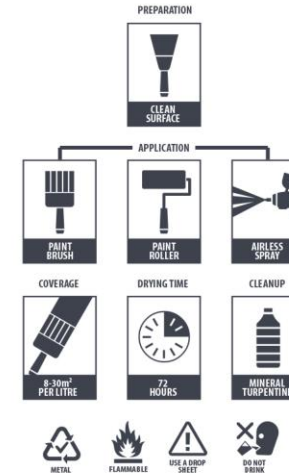 PREPARATION
CLEAN
SURFACE
APPLICATION
PAINT
BRUSH
PAINT
ROLLER
AIRLESS
SPRAY
COVERAGE
DRYING TIME
CLEANUP
8-30m²
PER LITRE
72
HOURS
MINERAL
TURPENTINE
METAL
FLAMMABLE
USE A DROP
SHEET
DO NOT
DRINK